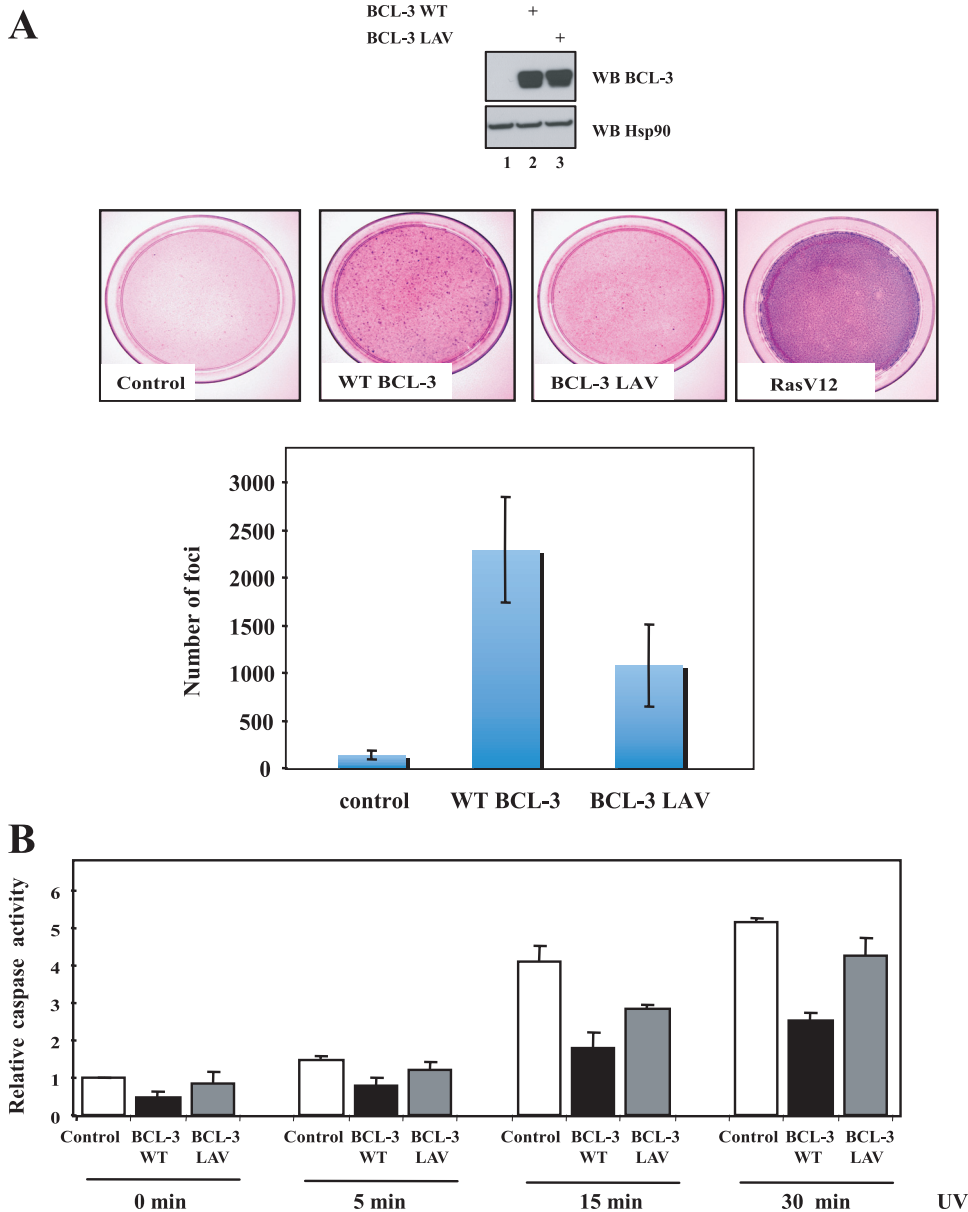 A
BCL-3 WT +
BCL-3 LAV +
WB BCL-3
WB Hsp90
1 2 3
Control
WT BCL-3
BCL-3 LAV
RasV12
Number of foci
3000
2500
2000
1500
1000
500
0
control WT BCL-3 BCL-3 LAV
B
Relative caspase activity
6
5
4
3
2
1
0
Control BCL-3 WT BCL-3 LAV Control BCL-3 WT BCL-3 LAV Control BCL-3 WT BCL-3 LAV Control BCL-3 WT BCL-3 LAV
0 min 5 min 15 min 30 min UV